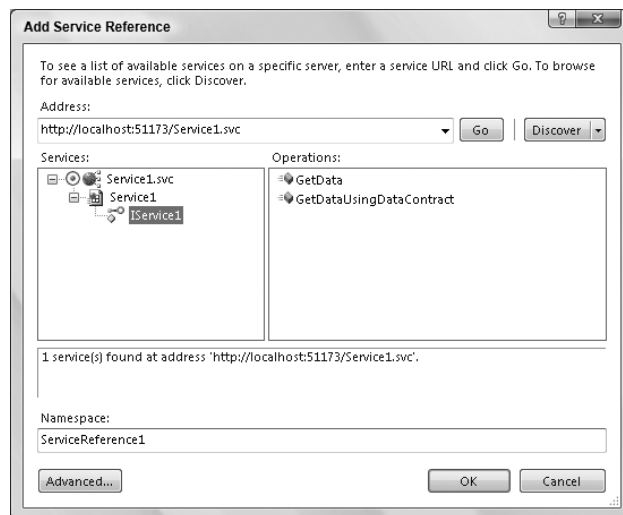 Add Service Reference
To see a list of available services on a specific server, enter a service URL and click Go. To browse
for available services, click Discover.
Address:
http://localhost:51173/Service1.svc
Go
Discover
Services:
Operations:
Service1.svc
Service1
IService1
GetData
GetDataUsingDataContract
1 service(s) found at address 'http://localhost:51173/Service1.svc'.
Namespace:
ServiceReference1
Advanced...
OK
Cancel